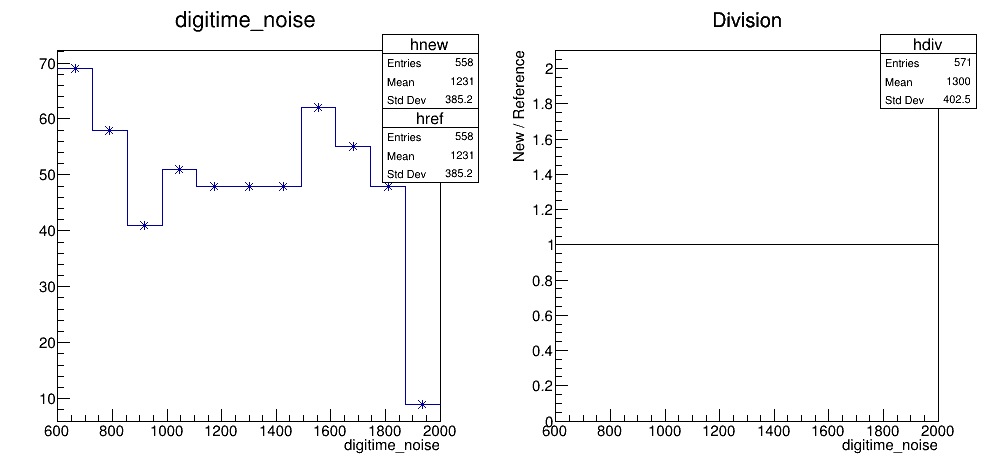 digitime_noise
hnew
Entries 558
Mean 1231
Std Dev 385.2
href
Entries 558
Mean 1231
Std Dev 385.2
70
60
50
40
30
20
10
600 800 1000 1200 1400 1600 1800 2000
digitime_noise
Division
hdiv
Entries 571
Mean 1300
Std Dev 402.5
New / Reference
2
1.8
1.6
1.4
1.2
1
0.8
0.6
0.4
0.2
0
600 800 1000 1200 1400 1600 1800 2000
digitime_noise